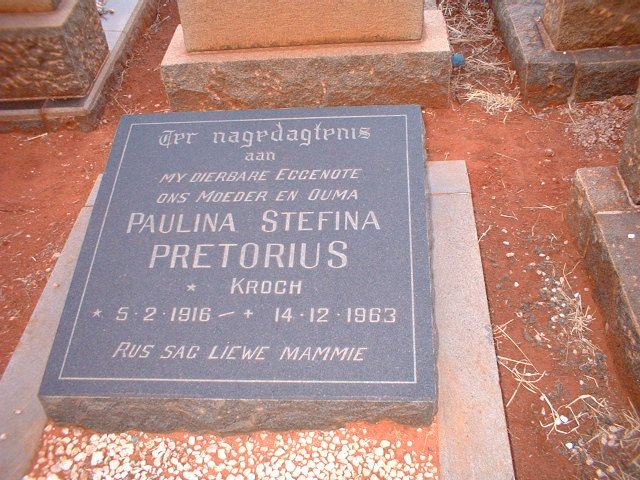 Ter nagedagtenis
aan
MY DIERBARE EGGENOTE
ONS MOEDER EN OUMA
PAULINA STEFINA
PRETORIUS
* KROCH
* 5-2-1916 – + 14-12-1963
RUS SAG LIEWE MAMMIE